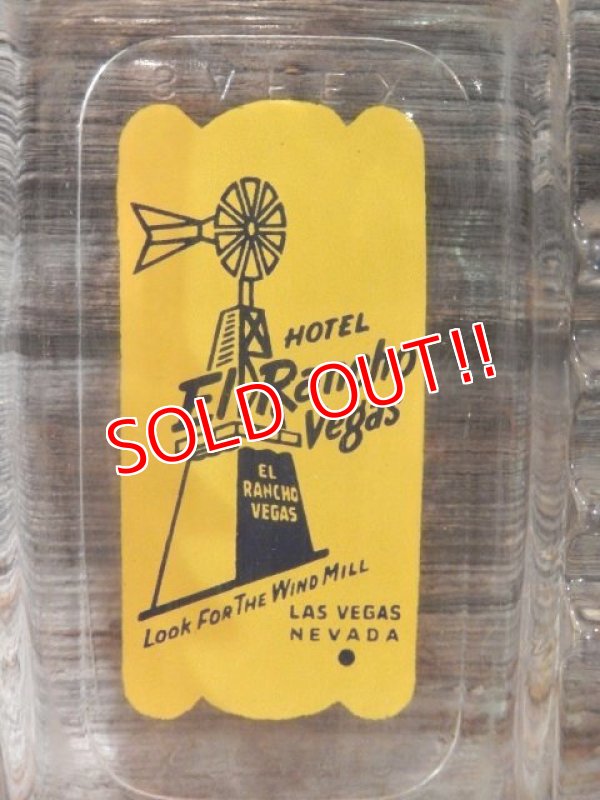 HOTEL
El Rancho
Vegas
SOLD OUT!!
EL
RANCHO
VEGAS
LOOK FOR THE WIND MILL
LAS VEGAS
NEVADA